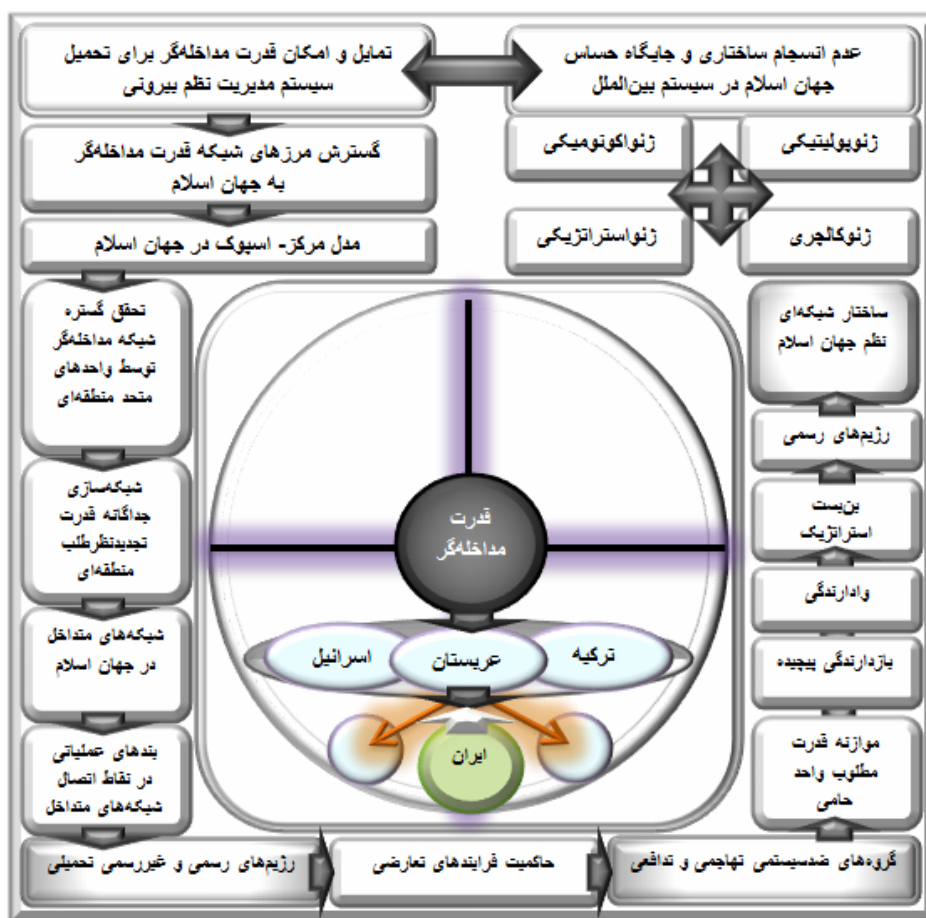 عدم انسجام ساختاری و جایگاه حساس
جهان اسلام در سیستم بین‌الملل
تمایل و امکان قدرت مداخله‌گر برای تحمیل
سیستم مدیریت نظم بیرونی
ژئوپولیتیکی
ژئواکونومیکی
ژئوکالچری
ژئواستراتژیکی
گسترش مرزهای شبکه قدرت مداخله‌گر
به جهان اسلام
مدل مرکز- اسپوک در جهان اسلام
تحقق گستره
شبکه مداخله‌گر
توسط واحدهای
متحد منطقه‌ای
شبکه‌سازی
جداگانه قدرت
تجدیدنظرطلب
منطقه‌ای
شبکه‌های متداخل
در جهان اسلام
بندهای عملیاتی
در نقاط اتصال
شبکه‌های متداخل
رژیم‌های رسمی و غیررسمی تحمیلی
حاکمیت فرایندهای تعارضی
گروه‌های ضدسیستمی تهاجمی و تدافعی
موازنه قدرت
مطلوب واحد
حامی
بازدارندگی پیچیده
وادارندگی
بن‌بست
استراتژیک
رژیم‌های رسمی
ساختار شبکه‌ای
نظم جهان اسلام
قدرت
مداخله‌گر
ترکیه
عربستان
اسرائیل
ایران